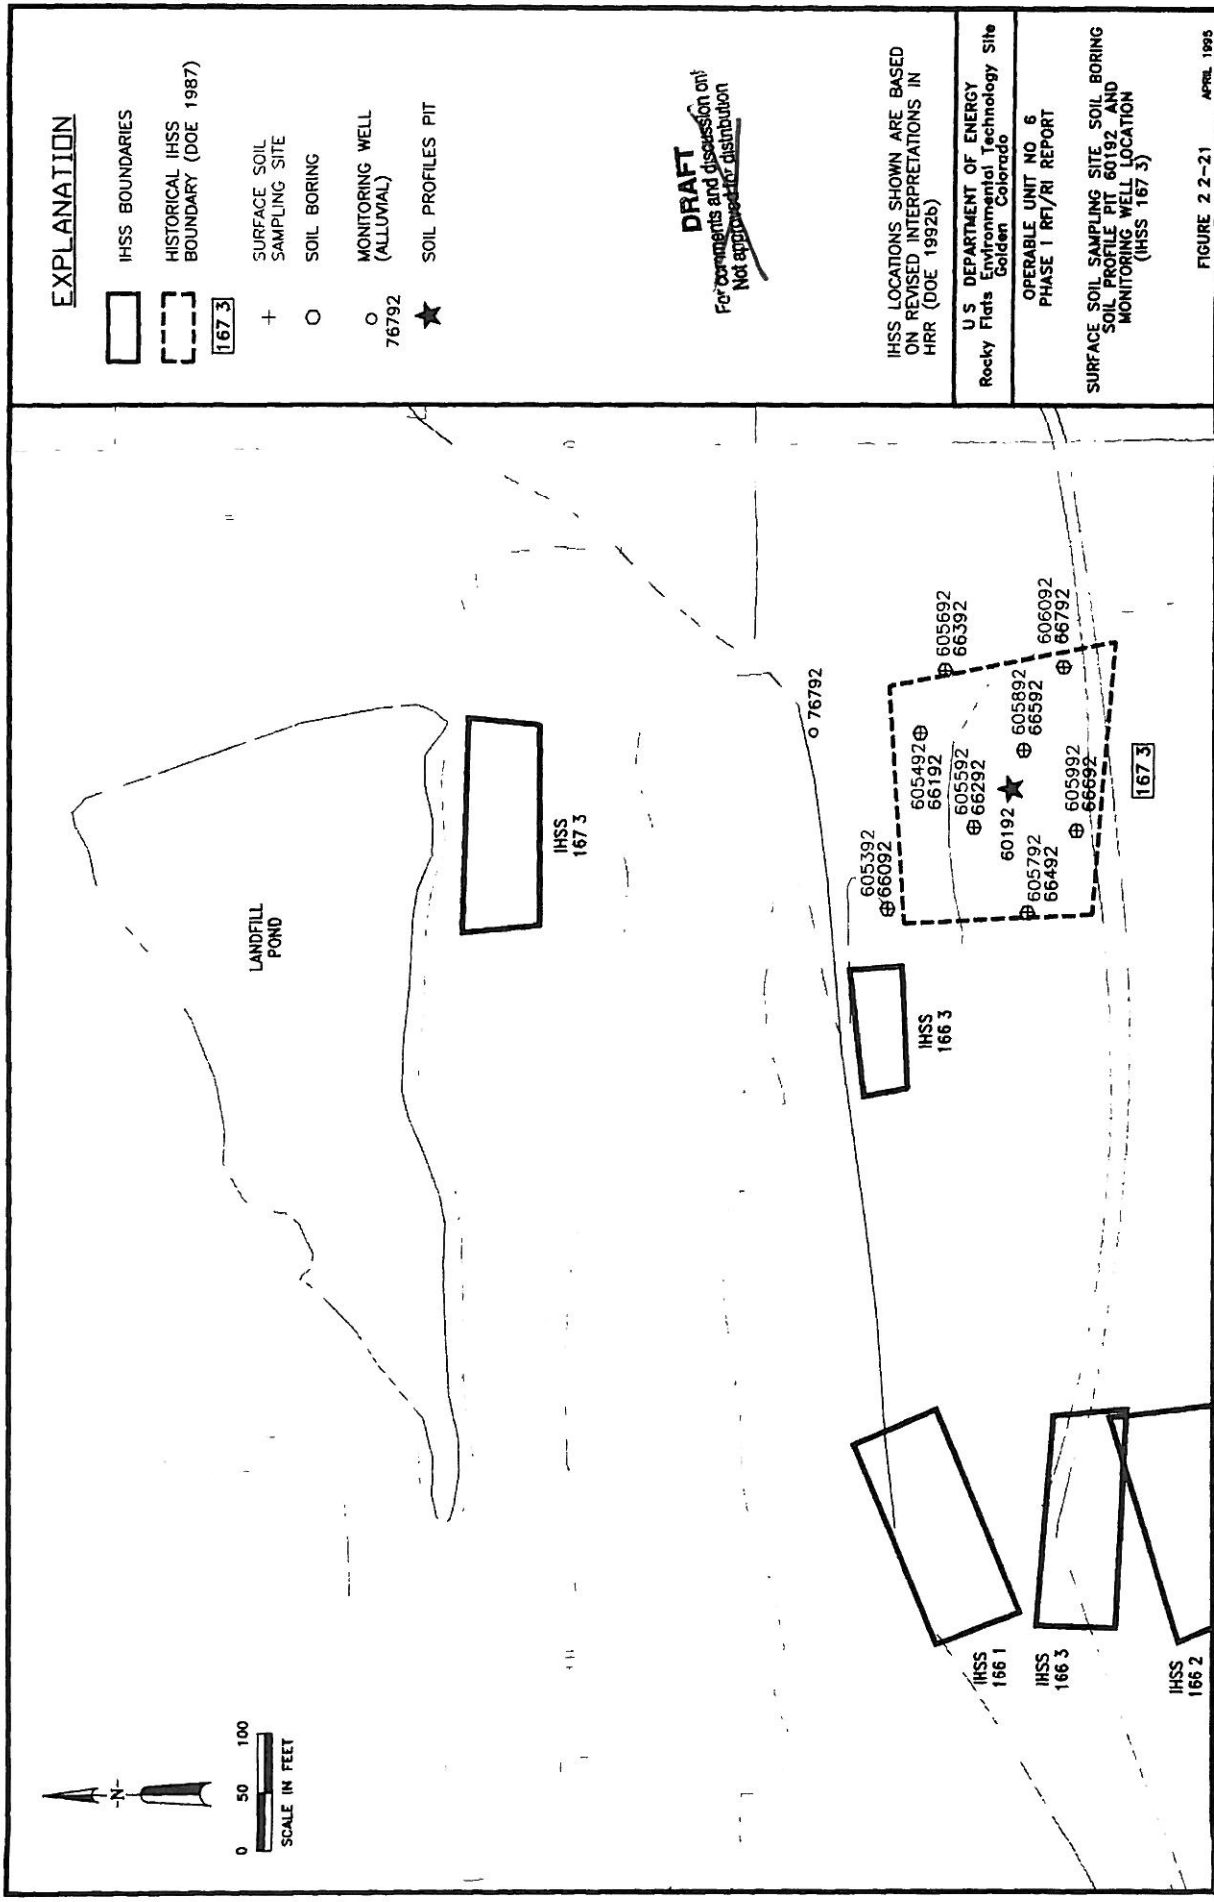 -N-
0 50 100
SCALE IN FEET
LANDFILL
POND
IHSS
167 3
76792
605392
66092
605492
66192
605692
66392
605592
66292
60192
605892
66592
606092
66792
605792
66492
605992
66692
167 3
IHSS
166 3
IHSS
166 1
IHSS
166 3
IHSS
166 2
EXPLANATION
IHSS BOUNDARIES
HISTORICAL IHSS
BOUNDARY (DOE 1987)
167 3
SURFACE SOIL
SAMPLING SITE
SOIL BORING
76792
MONITORING WELL
(ALLUVIAL)
SOIL PROFILES PIT
DRAFT
For comments and discussion only
Not approved for distribution
IHSS LOCATIONS SHOWN ARE BASED
ON REVISED INTERPRETATIONS IN
HRR (DOE 1992b)
U S DEPARTMENT OF ENERGY
Rocky Flats Environmental Technology Site
Golden Colorado
OPERABLE UNIT NO 6
PHASE 1 RFI/RI REPORT
SURFACE SOIL SAMPLING SITE SOIL BORING
SOIL PROFILE PIT 60192 AND
MONITORING WELL LOCATION
(IHSS 167 3)
FIGURE 2 2-21 APRIL 1995